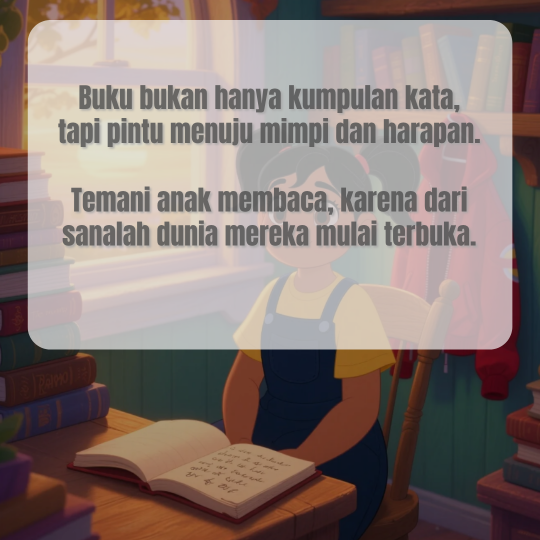 Buku bukan hanya kumpulan kata,
tapi pintu menuju mimpi dan harapan.
Temani anak membaca, karena dari
sanalah dunia mereka mulai terbuka.